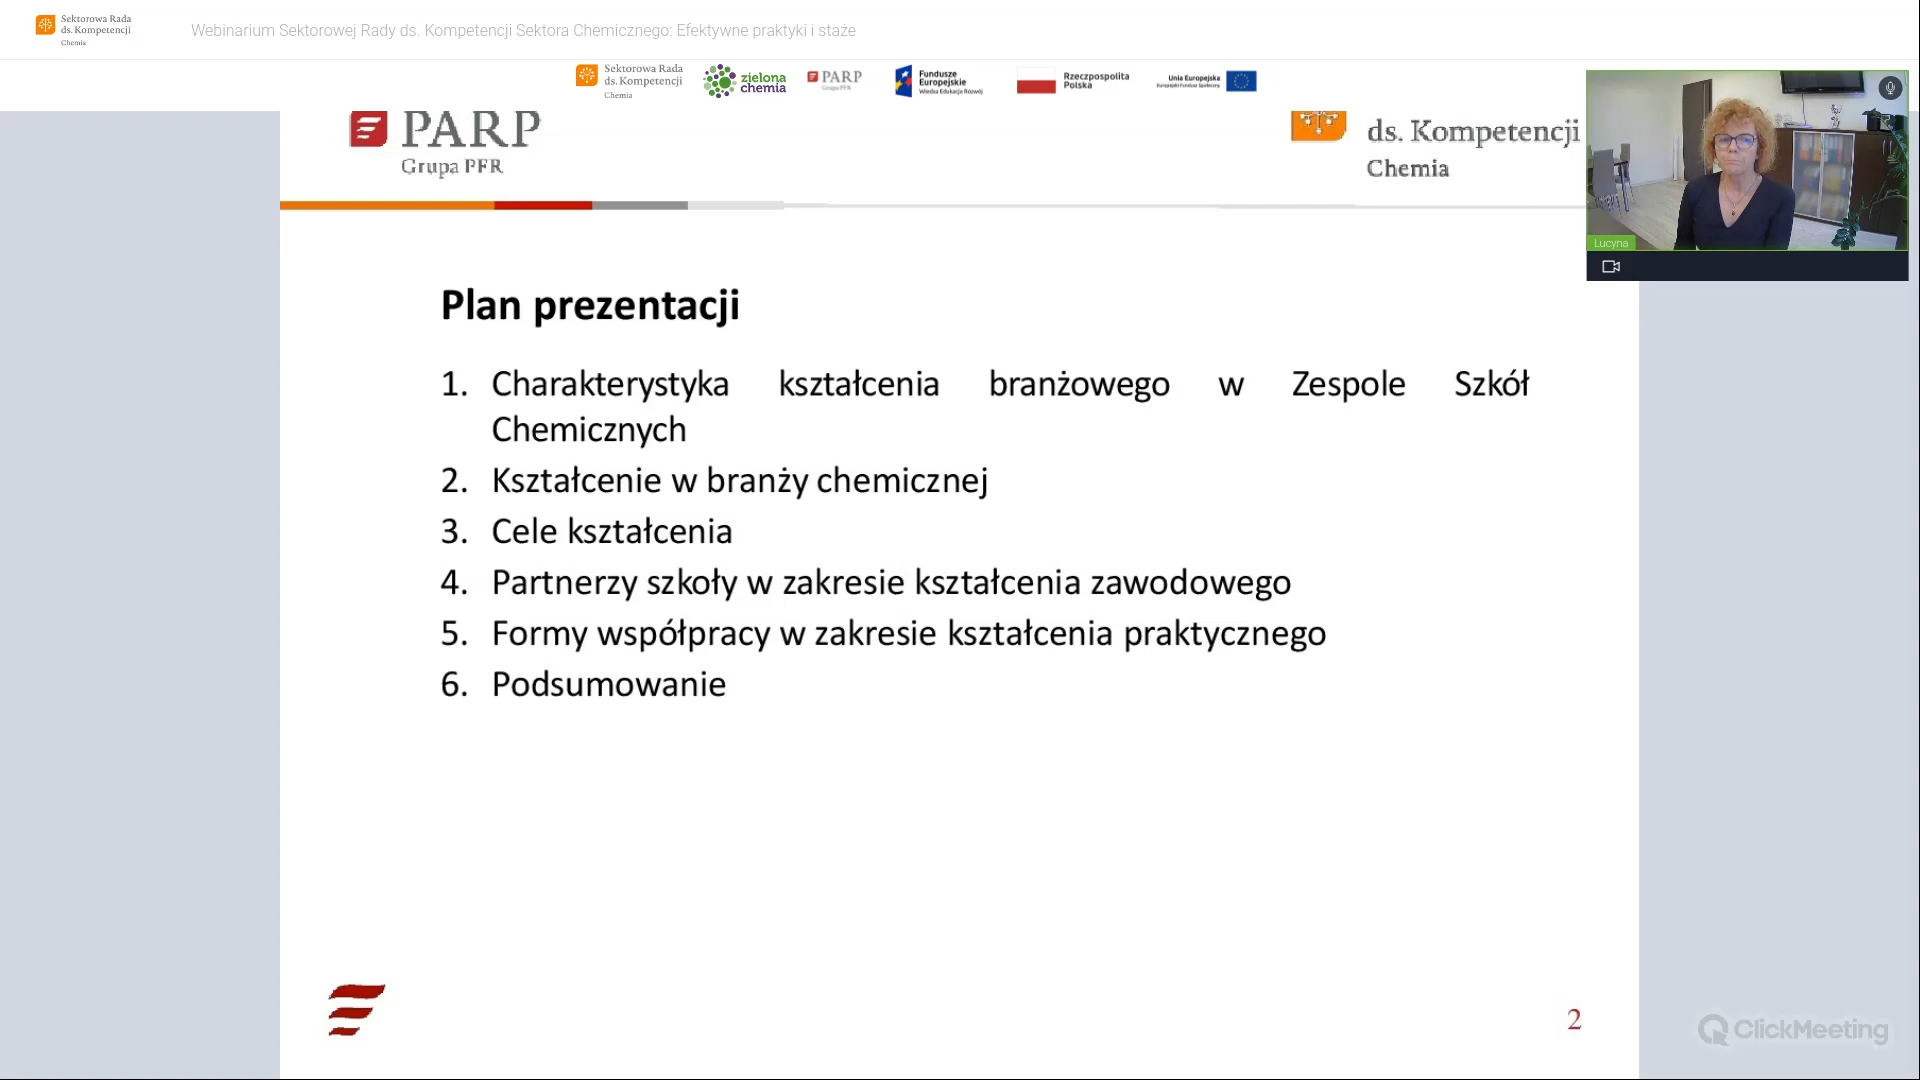 Sektorowa Rada
ds. Kompetencji
Chemia
Webinarium Sektorowej Rady ds. Kompetencji Sektora Chemicznego: Efektywne praktyki i staże
Sektorowa Rada
ds. Kompetencji
Chemia
zielona
chemia
PARP
Grupa PFR
Fundusze
Europejskie
Wiedza Edukacja Rozwój
Rzeczpospolita
Polska
Unia Europejska
Europejski Fundusz Społeczny
PARP
Grupa PFR
ds. Kompetencji
Chemia
Lucyna
Plan prezentacji
1. Charakterystyka kształcenia branżowego w Zespole Szkół
Chemicznych
2. Kształcenie w branży chemicznej
3. Cele kształcenia
4. Partnerzy szkoły w zakresie kształcenia zawodowego
5. Formy współpracy w zakresie kształcenia praktycznego
6. Podsumowanie
2
ClickMeeting